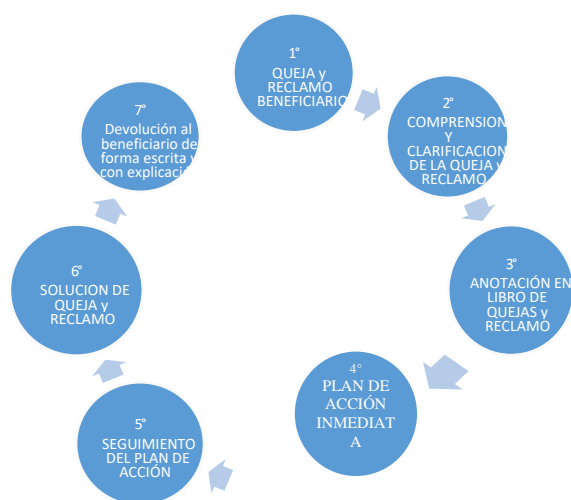 1°
QUEJA y
RECLAMO
BENEFICIARIO
2°
COMPRENSION
y
CLARIFICACION
DE LA QUEJA y
RECLAMO
3°
ANOTACIÓN EN
LIBRO DE
QUEJAS y
RECLAMO
4°
PLAN DE
ACCIÓN
INMEDIAT
A
5°
SEGUIMIENTO
DEL PLAN DE
ACCIÓN
6°
SOLUCION DE
QUEJA y
RECLAMO
7°
Devolución al
beneficiario de
forma escrita y
con explicación